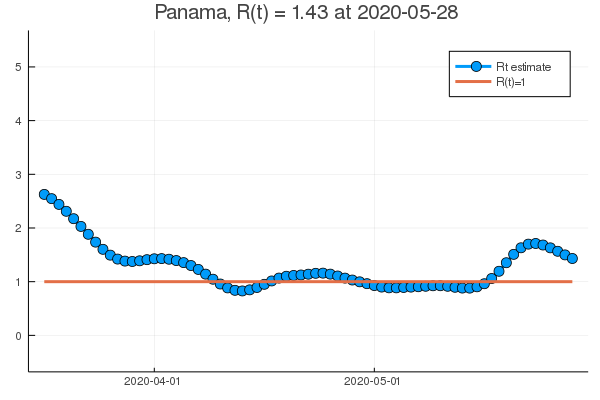 Panama, R(t) = 1.43 at 2020-05-28
5
4
3
2
1
0
Rt estimate
R(t)=1
2020-04-01
2020-05-01